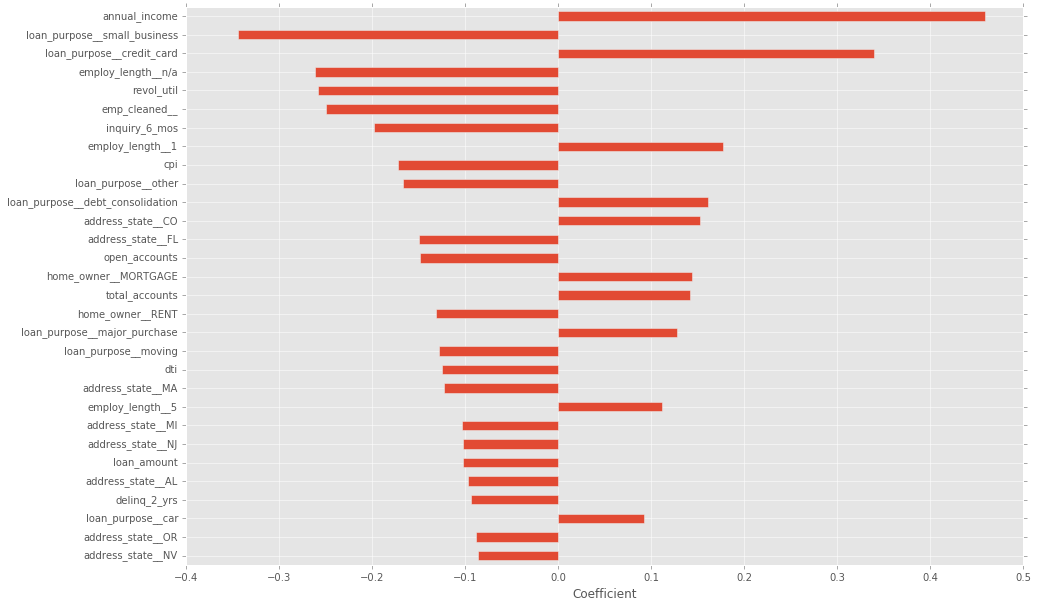 annual_income
loan_purpose__small_business
loan_purpose__credit_card
employ_length__n/a
revol_util
emp_cleaned__
inquiry_6_mos
employ_length__1
cpi
loan_purpose__other
loan_purpose__debt_consolidation
address_state__CO
address_state__FL
open_accounts
home_owner__MORTGAGE
total_accounts
home_owner__RENT
loan_purpose__major_purchase
loan_purpose__moving
dti
address_state__MA
employ_length__5
address_state__MI
address_state__NJ
loan_amount
address_state__AL
delinq_2_yrs
loan_purpose__car
address_state__OR
address_state__NV
−0.4 −0.3 −0.2 −0.1 0.0 0.1 0.2 0.3 0.4 0.5
Coefficient